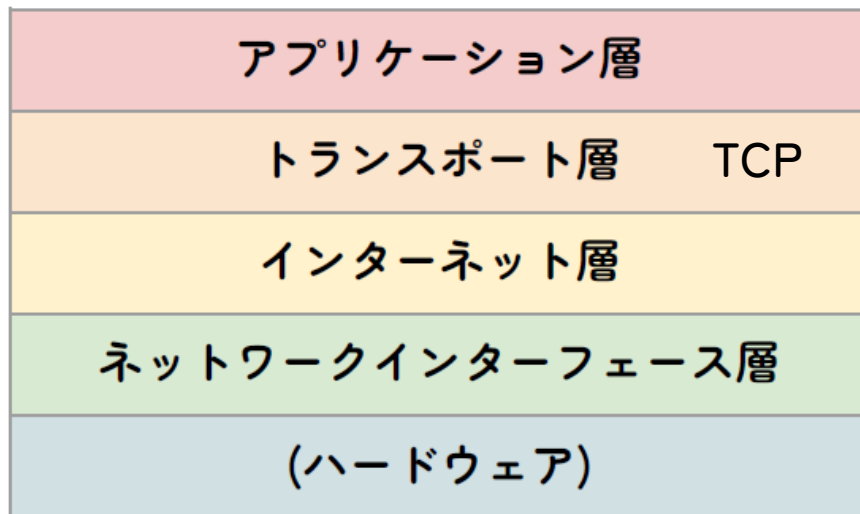 アプリケーション層
トランスポート層 TCP
インターネット層
ネットワークインターフェース層
(ハードウェア)